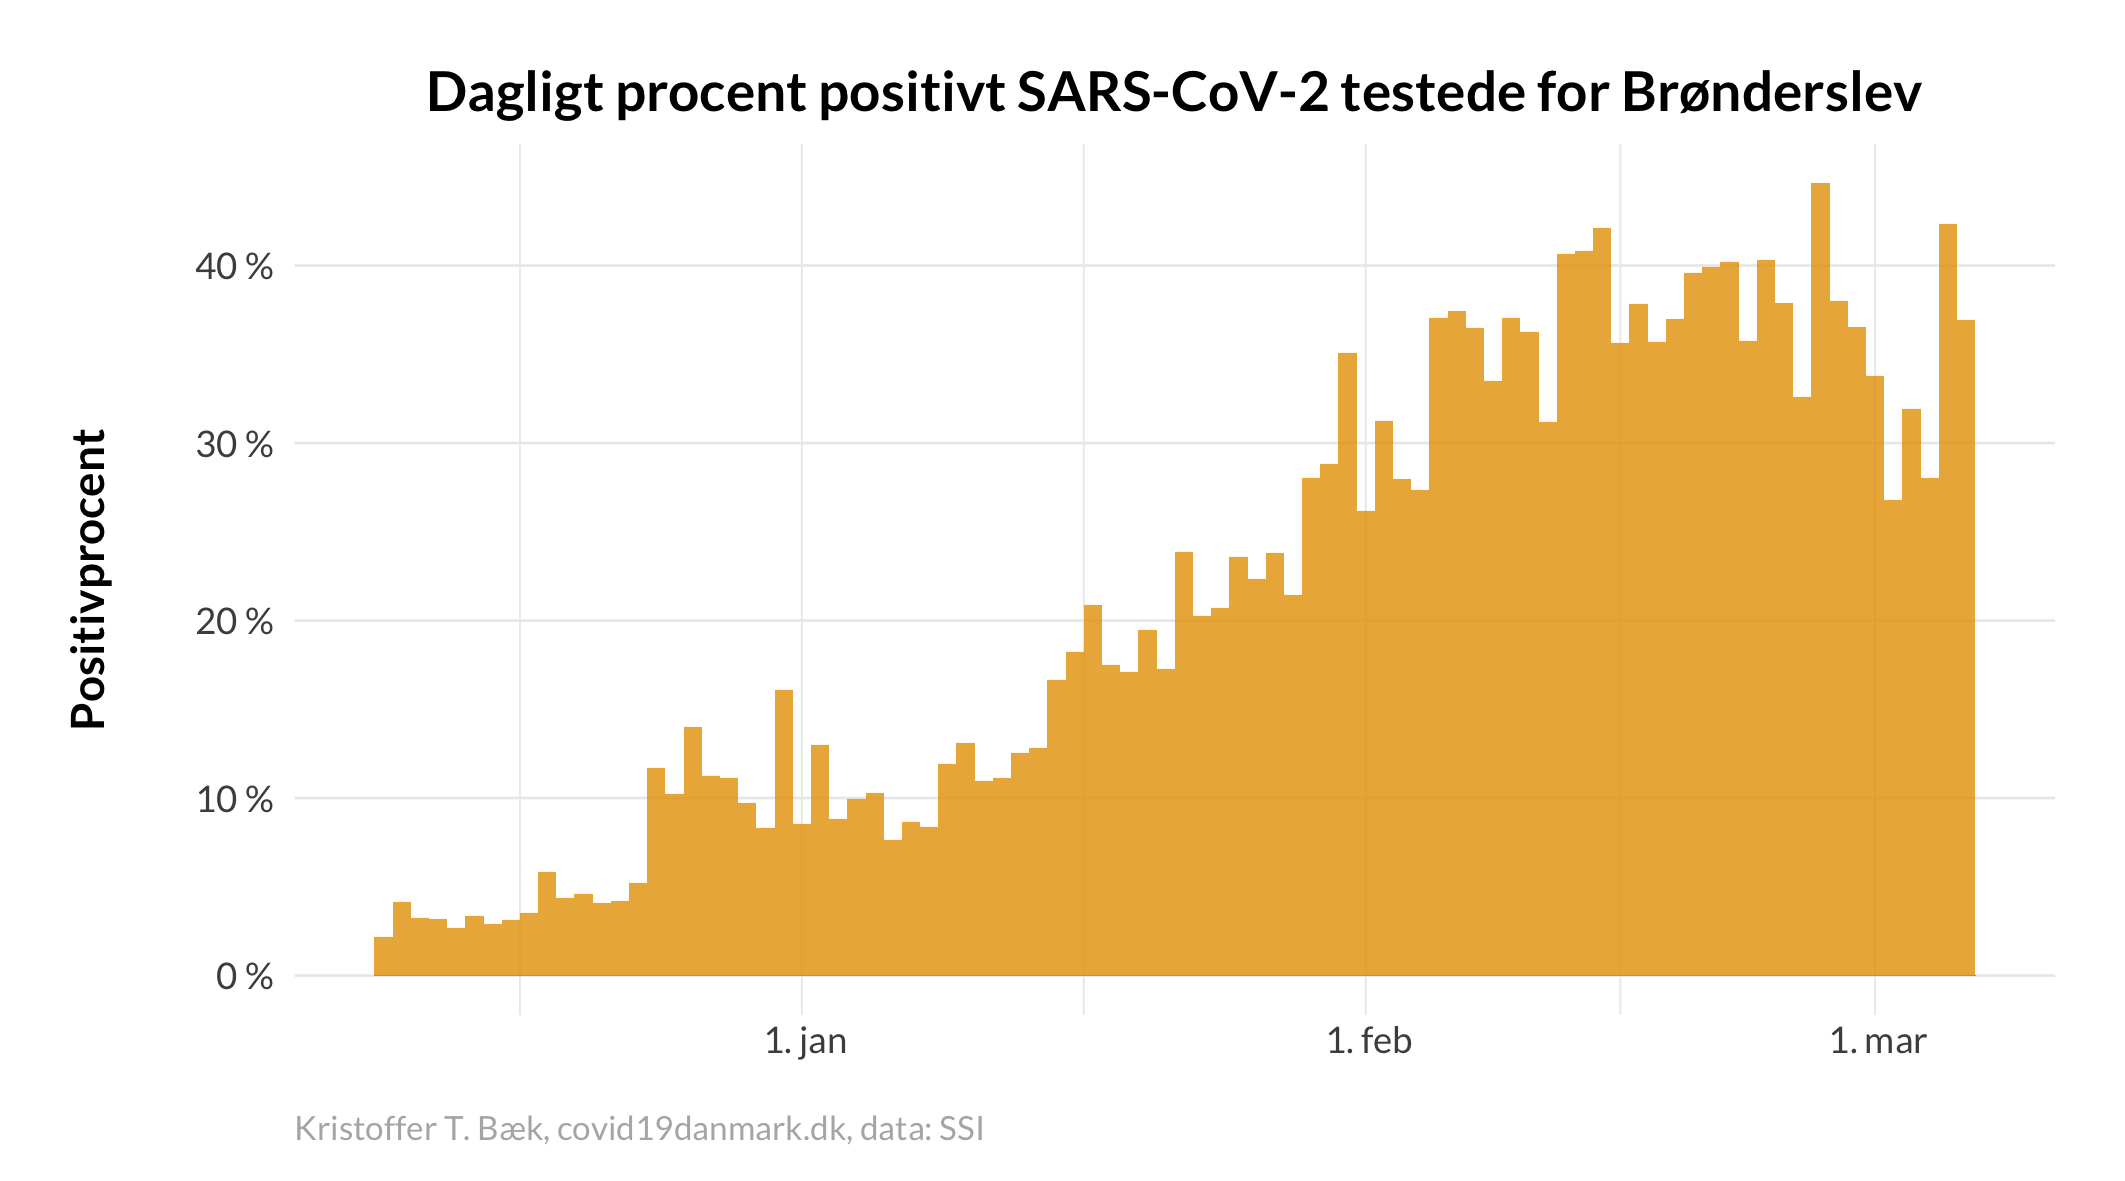 Dagligt procent positivt SARS-CoV-2 testede for Brønderslev
Positivprocent
40 %
30 %
20 %
10 %
0 %
1. jan
1. feb
1. mar
Kristoffer T. Bæk, covid19danmark.dk, data: SSI